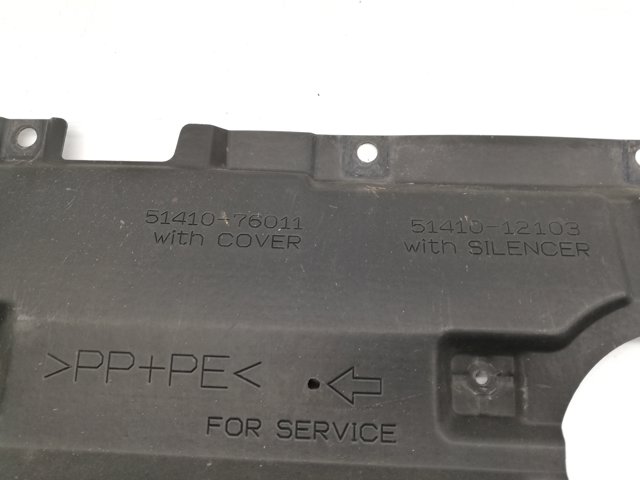 51410-76011
with COVER
51410-12103
with SILENCER
>PP+PE<
FOR SERVICE